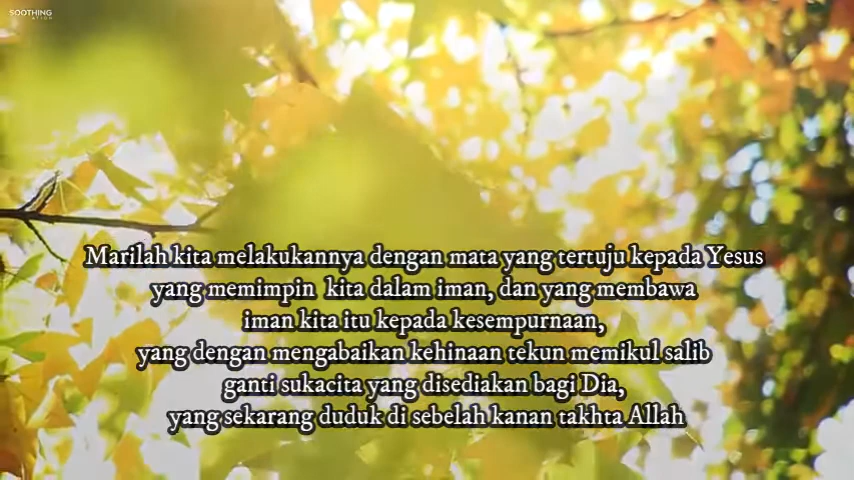 SOOTHING
Marilah kita melakukannya dengan mata yang tertuju kepada Yesus
yang memimpin kita dalam iman, dan yang membawa
iman kita itu kepada kesempurnaan,
yang dengan mengabaikan kehinaan tekun memikul salib
ganti sukacita yang disediakan bagi Dia,
yang sekarang duduk di sebelah kanan takhta Allah